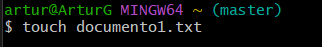 artur@ArturG MINGW64 ~ (master)
$ touch documento1.txt